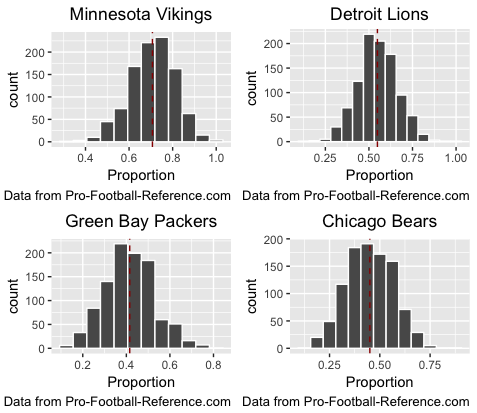 Minnesota Vikings
200
150
100
50
0
count
0.4 0.6 0.8 1.0
Proportion
Data from Pro-Football-Reference.com
Detroit Lions
200
150
100
50
0
count
0.25 0.50 0.75 1.00
Proportion
Data from Pro-Football-Reference.com
Green Bay Packers
200
150
100
50
0
count
0.2 0.4 0.6 0.8
Proportion
Data from Pro-Football-Reference.com
Chicago Bears
200
150
100
50
0
count
0.25 0.50 0.75
Proportion
Data from Pro-Football-Reference.com